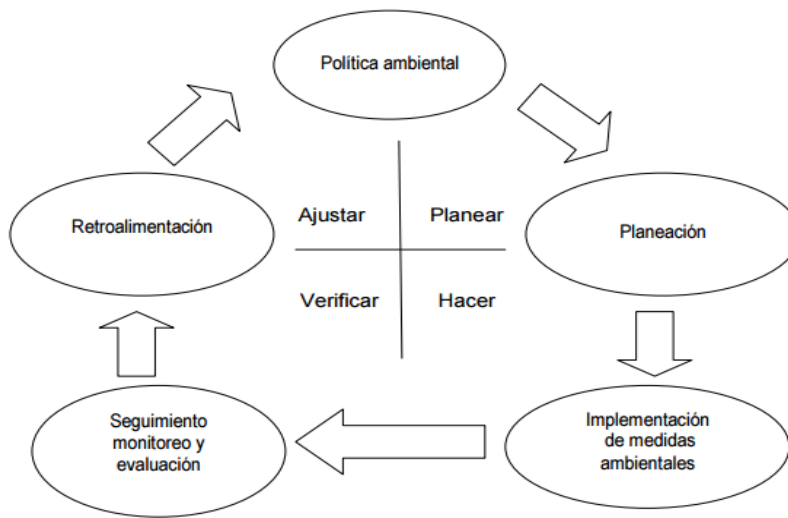 Política ambiental
Retroalimentación
Ajustar
Planear
Planeación
Verificar
Hacer
Seguimiento
monitoreo y
evaluación
Implementación
de medidas
ambientales